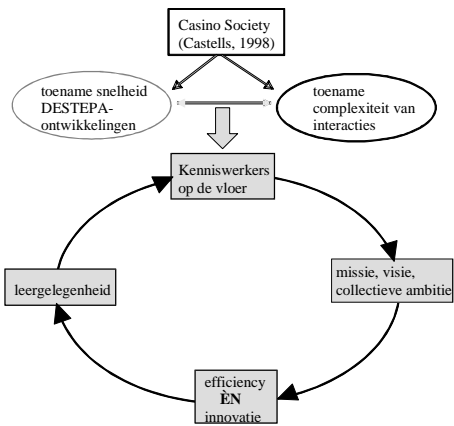 Casino Society
(Castells, 1998)
toename snelheid
DESTEPA-
ontwikkelingen
toename
complexiteit van
interacties
Kenniswerkers
op de vloer
missie, visie,
collectieve ambitie
efficiency
ÈN
innovatie
leergelegenheid